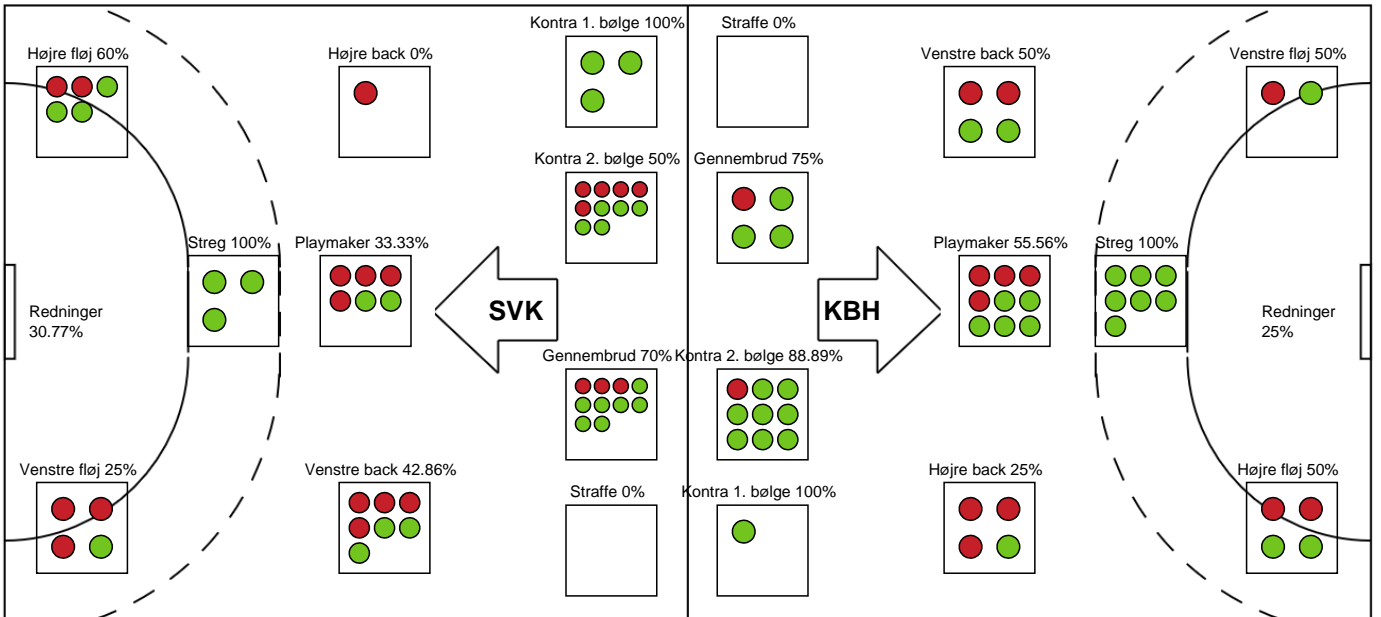 Kontra 1. bølge 100%
Straffe 0%
Højre fløj 60%
Højre back 0%
Venstre back 50%
Venstre fløj 50%
Kontra 2. bølge 50%
Gennembrud 75%
Streg 100%
Playmaker 33.33%
Playmaker 55.56%
Streg 100%
Redninger
30.77%
SVK
KBH
Redninger
25%
Gennembrud 70%
Kontra 2. bølge 88.89%
Venstre fløj 25%
Venstre back 42.86%
Straffe 0%
Kontra 1. bølge 100%
Højre back 25%
Højre fløj 50%